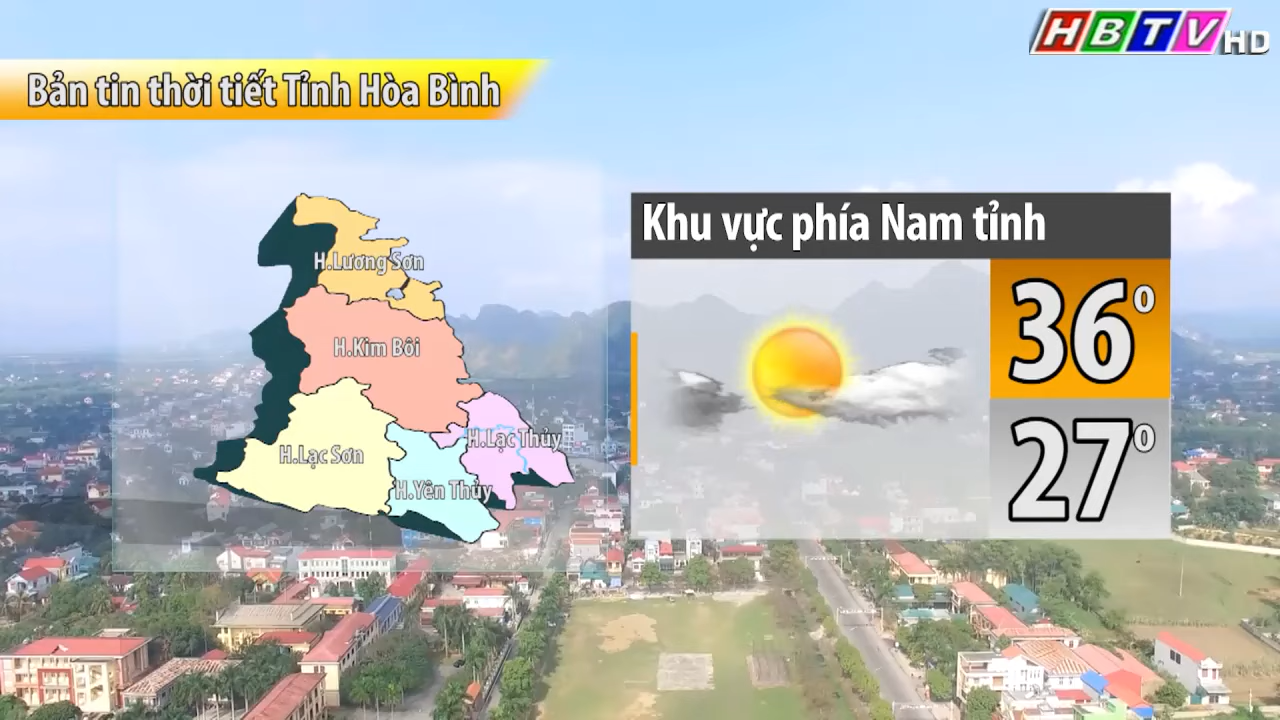 HBTV HD
Bản tin thời tiết Tỉnh Hòa Bình
Khu vực phía Nam tỉnh
H.Lương Sơn
H.Kim Bôi
H.Lạc Thủy
H.Lạc Sơn
H.Yên Thủy
36°
27°